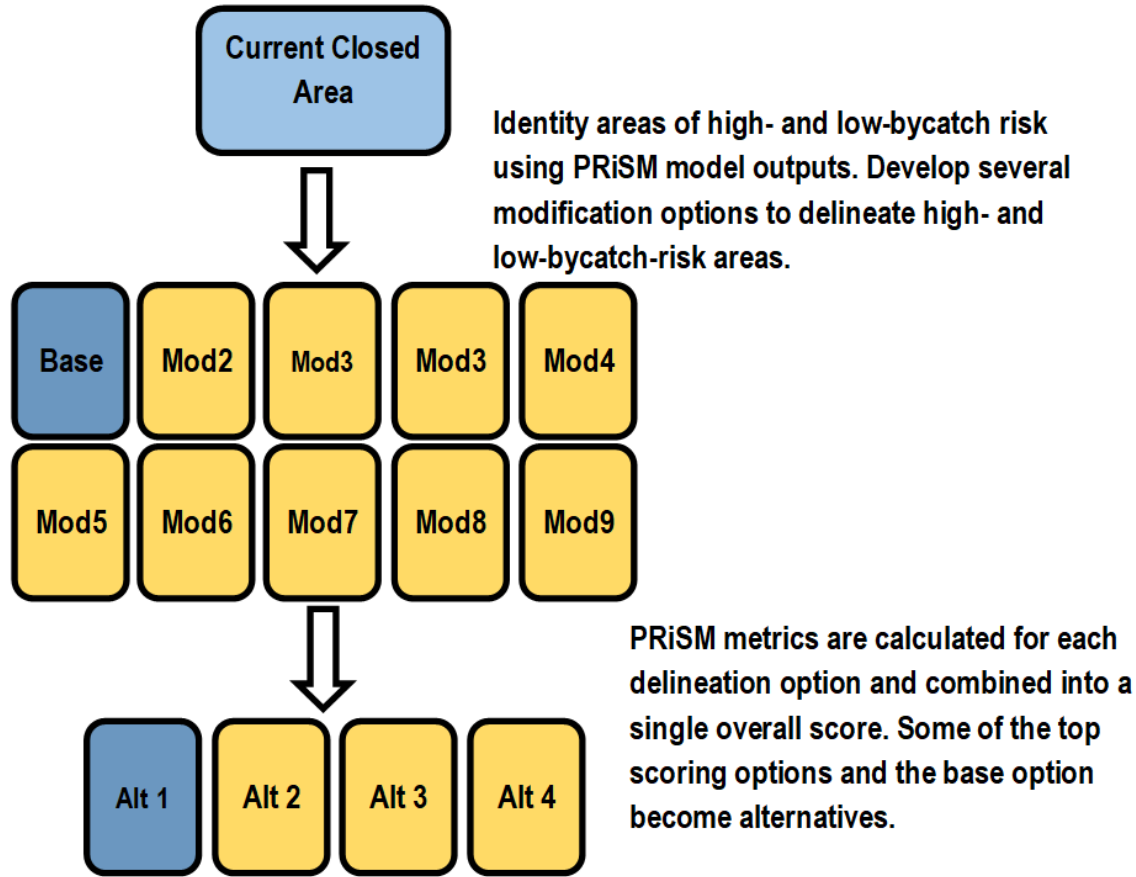 Current Closed
Area
Identity areas of high- and low-bycatch risk
using PRiSM model outputs. Develop several
modification options to delineate high- and
low-bycatch-risk areas.
Base
Mod2
Mod3
Mod3
Mod4
Mod5
Mod6
Mod7
Mod8
Mod9
PRiSM metrics are calculated for each
delineation option and combined into a
single overall score. Some of the top
scoring options and the base option
become alternatives.
Alt 1
Alt 2
Alt 3
Alt 4